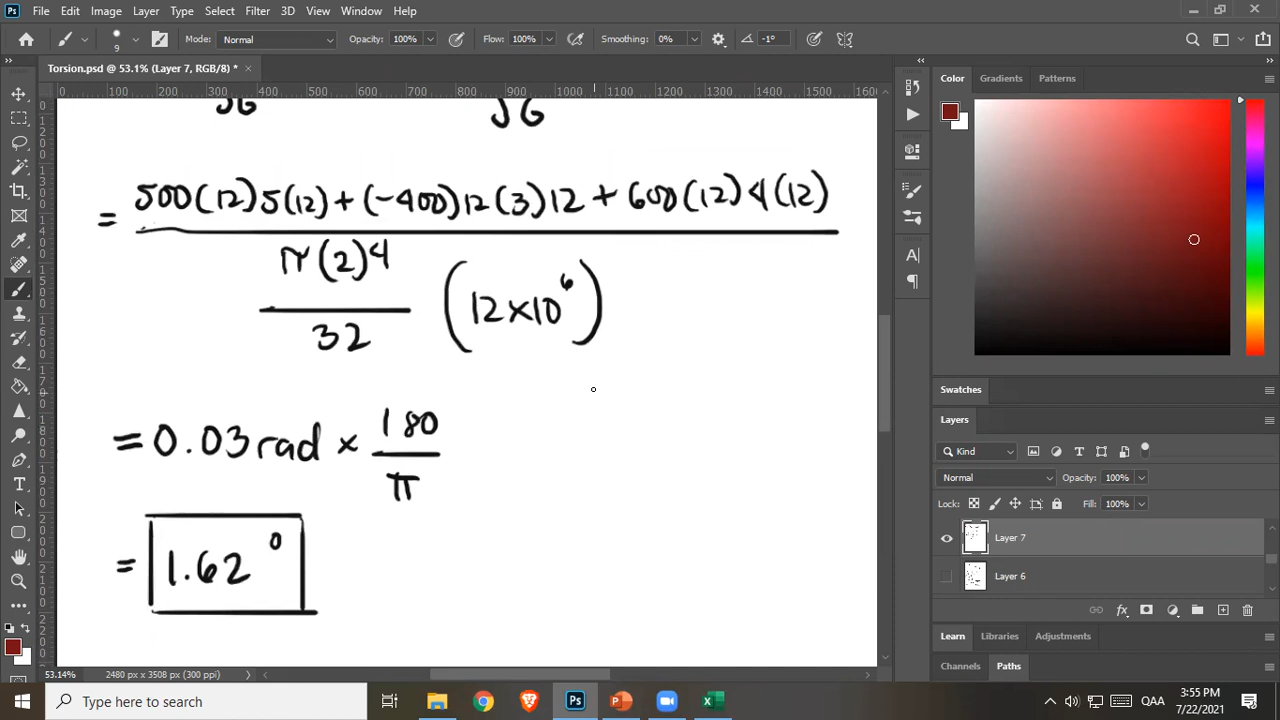 Ps File Edit Image Layer Type Select Filter 3D View Window Help
9 Mode: Normal Opacity: 100% Flow: 100% Smoothing: 0% -1°
Torsion.psd @ 53.1% (Layer 7, RGB/8) * ×
0 100 200 300 400 500 600 700 800 900 1000 1100 1200 1300 1400 1500 1600
JG JG
= 500(12)5(12) + (-400)12(3)12 + 600(12)4(12)
π(2)4
32
(12×10 6)
= 0.03 rad × 180
π
= 1.62 0
Color Gradients Patterns
Swatches
Layers
Kind
Normal Opacity: 100%
Lock: Fill: 100%
Layer 7
Layer 6
fx
Learn Libraries Adjustments
Channels Paths
53.14% 2480 px x 3508 px (300 ppi)
Type here to search
QAA
3:55 PM
7/22/2021